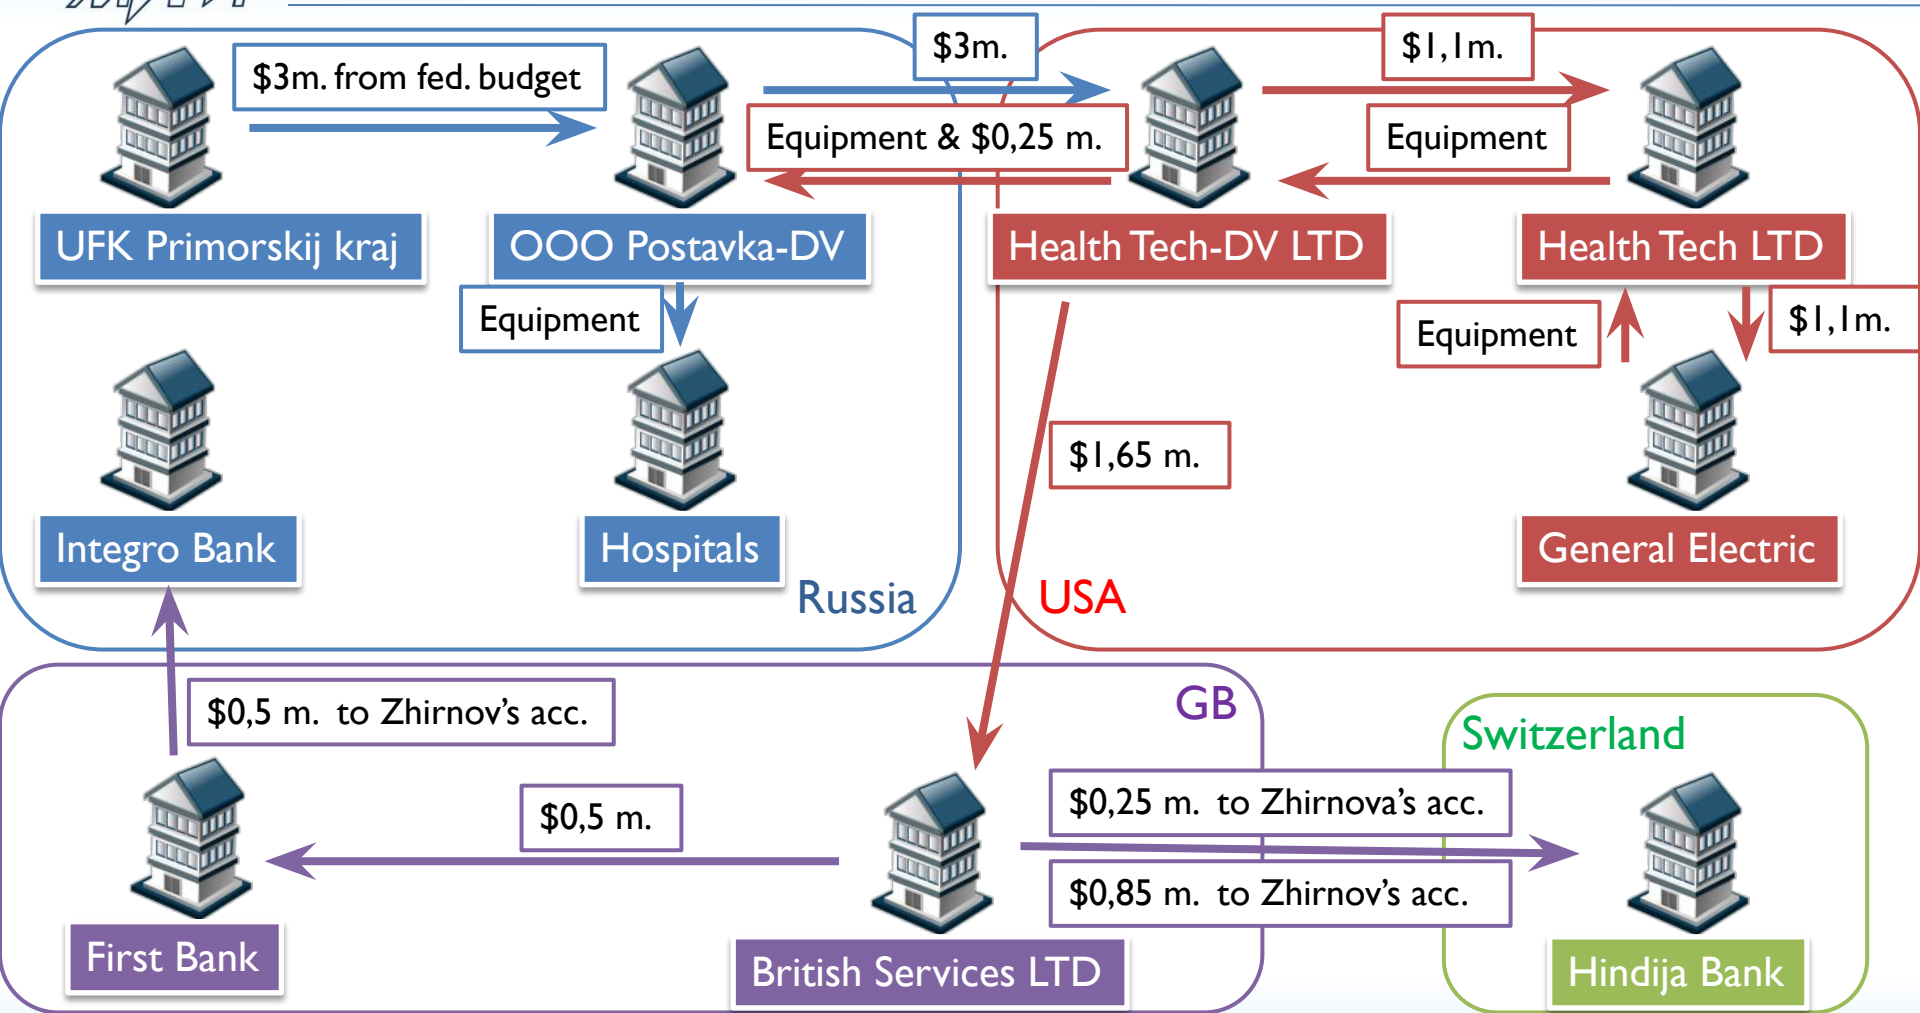 $3m. from fed. budget
$3m.
$1,1m.
Equipment & $0,25 m.
Equipment
UFK Primorskij kraj
OOO Postavka-DV
Health Tech-DV LTD
Health Tech LTD
Equipment
Equipment
$1,1m.
$1,65 m.
Integro Bank
Hospitals
General Electric
Russia
USA
$0,5 m. to Zhirnov’s acc.
GB
Switzerland
$0,5 m.
$0,25 m. to Zhirnova’s acc.
$0,85 m. to Zhirnov’s acc.
First Bank
British Services LTD
Hindija Bank